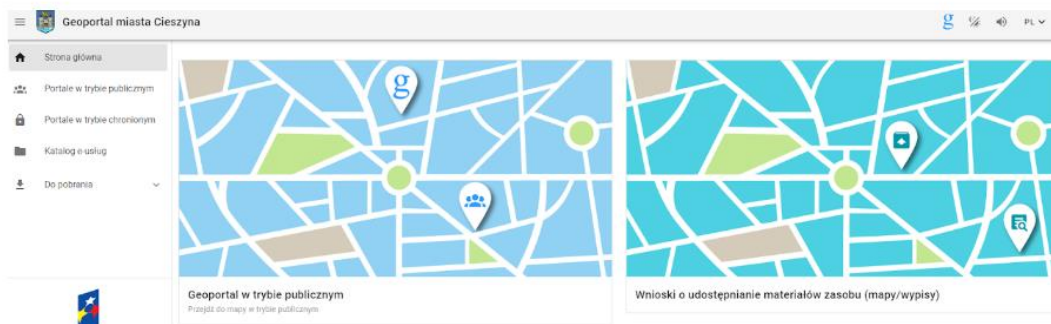 Geoportal miasta Cieszyna
g
PL
Strona główna
Portale w trybie publicznym
Portale w trybie chronionym
Katalog e-usług
Do pobrania
g
Geoportal w trybie publicznym
Przejdź do mapy w trybie publicznym
Wnioski o udostępnianie materiałów zasobu (mapy/wypisy)